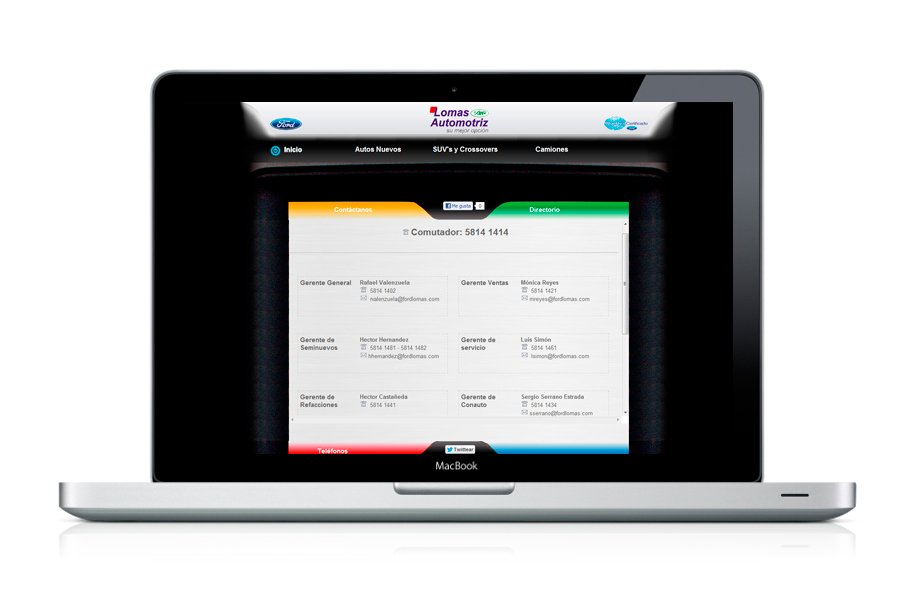 Ford
Lomas
Automotriz
su mejor opción
Certificado
Inicio
Autos Nuevos
SUV's y Crossovers
Camiones
Contáctanos
Me gusta
0
Directorio
Comutador: 5814 1414
Gerente General
Rafael Valenzuela
5814 1402
rvalenzuela@fordlomas.com
Gerente Ventas
Mónica Reyes
5814 1421
mreyes@fordlomas.com
Gerente de
Seminuevos
Hector Hernandez
5814 1481 - 5814 1482
hhernandez@fordlomas.com
Gerente de
servicio
Luis Simón
5814 1461
lsimon@fordlomas.com
Gerente de
Refacciones
Hector Castañeda
5814 1441
Gerente de
Conauto
Sergio Serrano Estrada
5814 1434
sserrano@fordlomas.com
Teléfonos
Twittear
MacBook